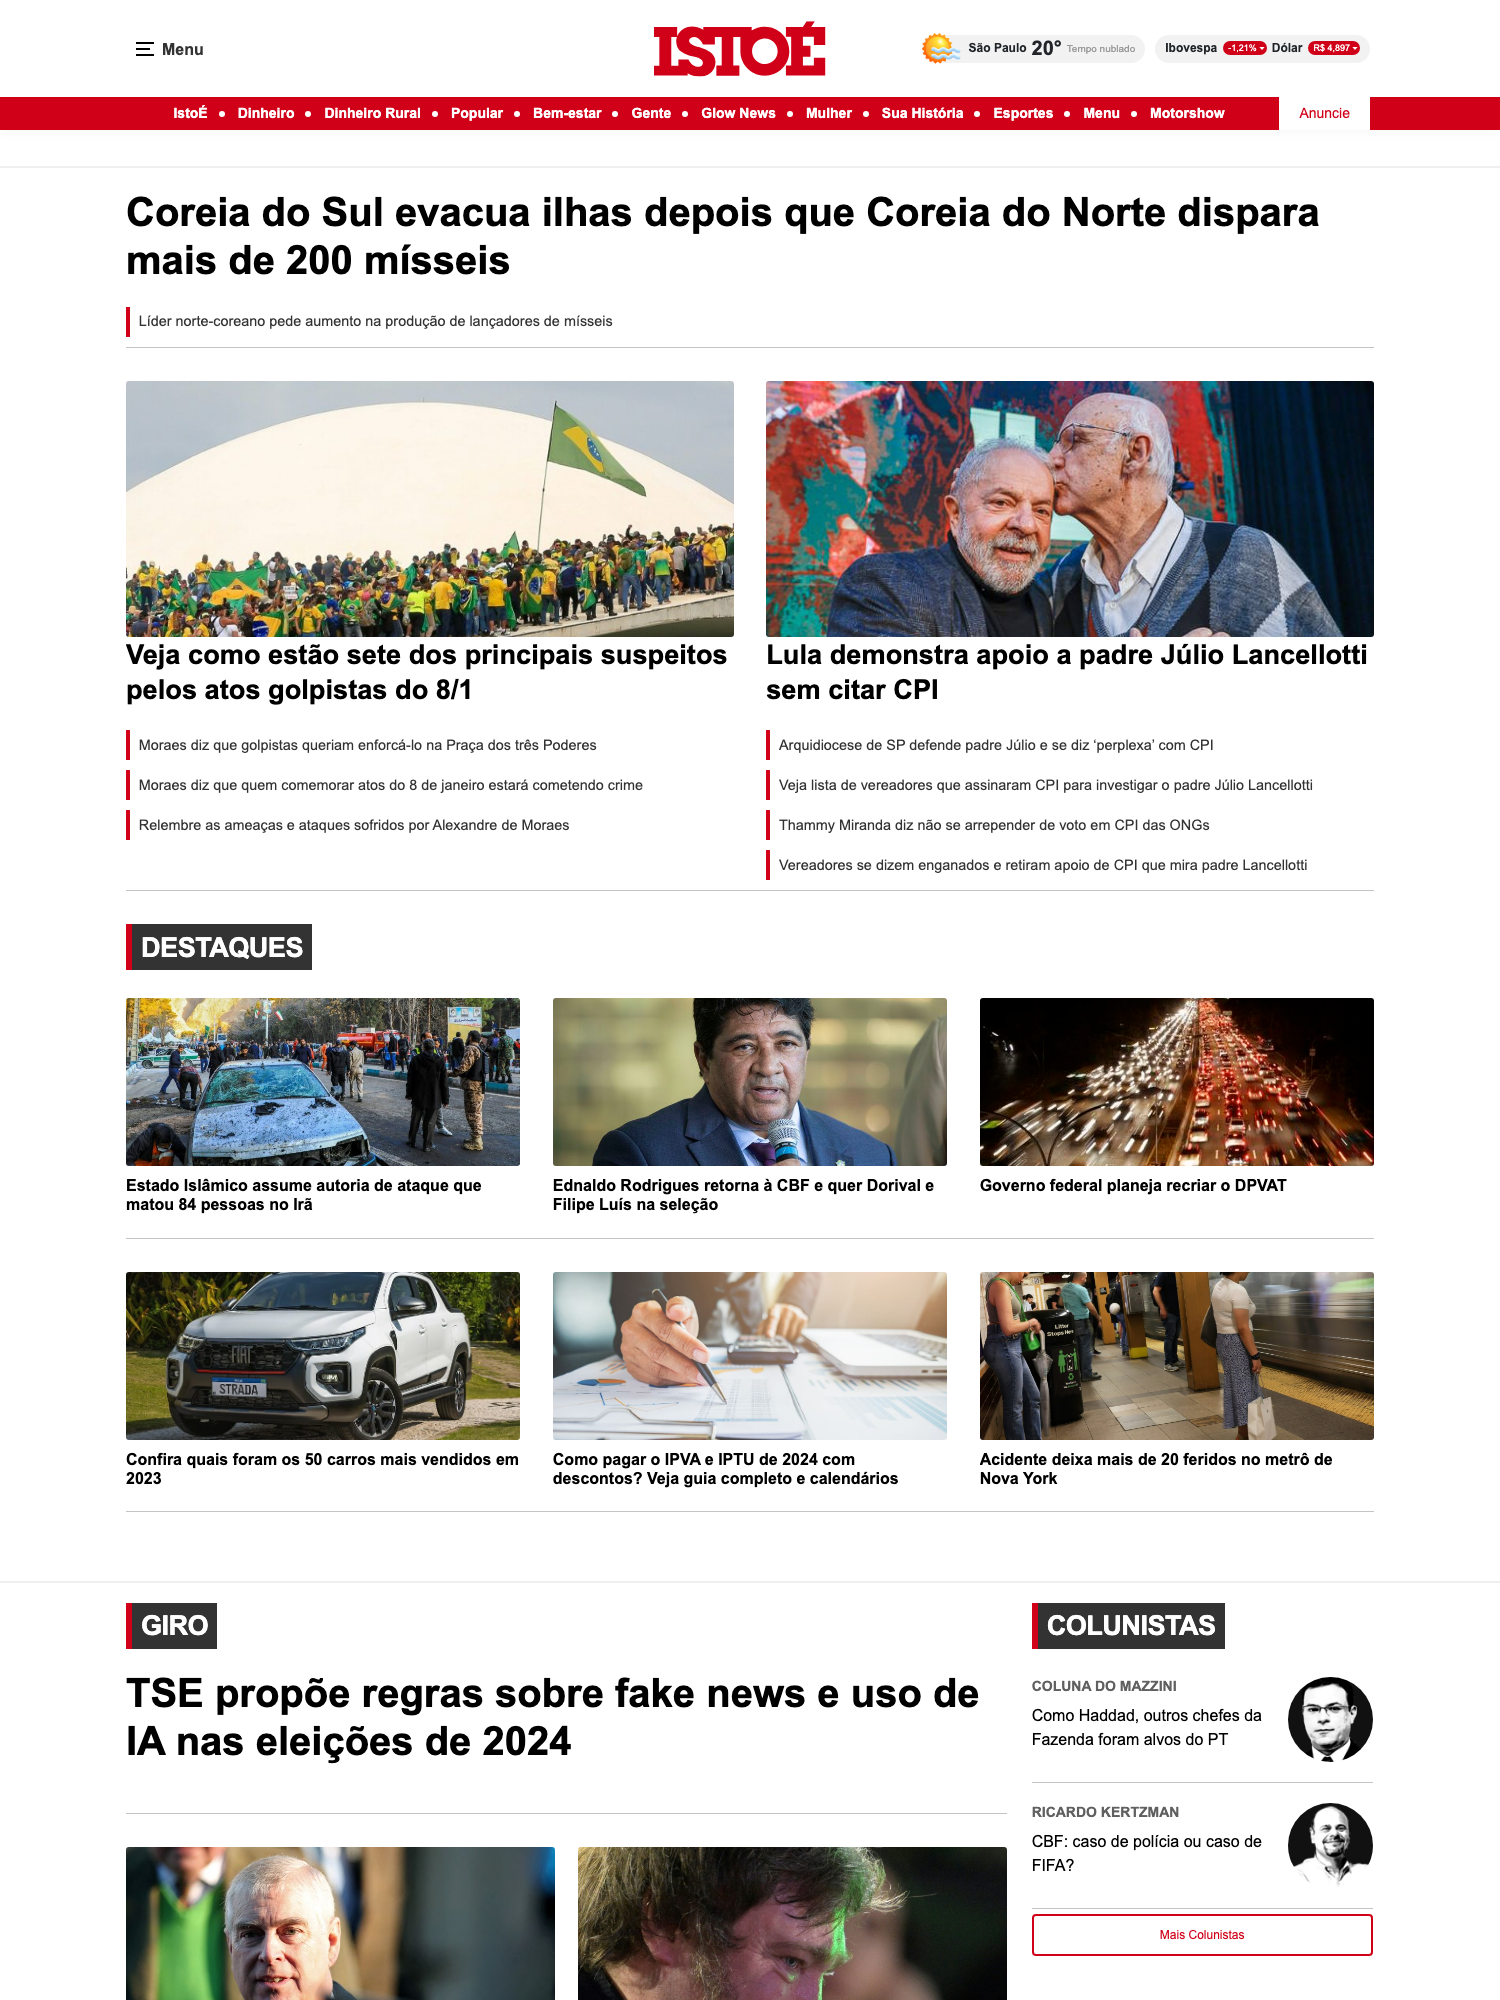 Menu
ISTOÉ
São Paulo 20° Tempo nublado
Ibovespa -1,21% Dólar R$ 4,897
IstoÉ • Dinheiro • Dinheiro Rural • Popular • Bem-estar • Gente • Glow News • Mulher • Sua História • Esportes • Menu • Motorshow
Anuncie
Coreia do Sul evacua ilhas depois que Coreia do Norte dispara
mais de 200 mísseis
Líder norte-coreano pede aumento na produção de lançadores de mísseis
Veja como estão sete dos principais suspeitos
pelos atos golpistas do 8/1
Moraes diz que golpistas queriam enforcá-lo na Praça dos três Poderes
Moraes diz que quem comemorar atos do 8 de janeiro estará cometendo crime
Relembre as ameaças e ataques sofridos por Alexandre de Moraes
Lula demonstra apoio a padre Júlio Lancellotti
sem citar CPI
Arquidiocese de SP defende padre Júlio e se diz ‘perplexa’ com CPI
Veja lista de vereadores que assinaram CPI para investigar o padre Júlio Lancellotti
Thammy Miranda diz não se arrepender de voto em CPI das ONGs
Vereadores se dizem enganados e retiram apoio de CPI que mira padre Lancellotti
DESTAQUES
Estado Islâmico assume autoria de ataque que
matou 84 pessoas no Irã
Ednaldo Rodrigues retorna à CBF e quer Dorival e
Filipe Luís na seleção
Governo federal planeja recriar o DPVAT
FIAT
STRADA
Confira quais foram os 50 carros mais vendidos em
2023
Como pagar o IPVA e IPTU de 2024 com
descontos? Veja guia completo e calendários
Litter
Stops Here
Acidente deixa mais de 20 feridos no metrô de
Nova York
GIRO
TSE propõe regras sobre fake news e uso de
IA nas eleições de 2024
COLUNISTAS
COLUNA DO MAZZINI
Como Haddad, outros chefes da
Fazenda foram alvos do PT
RICARDO KERTZMAN
CBF: caso de polícia ou caso de
FIFA?
Mais Colunistas